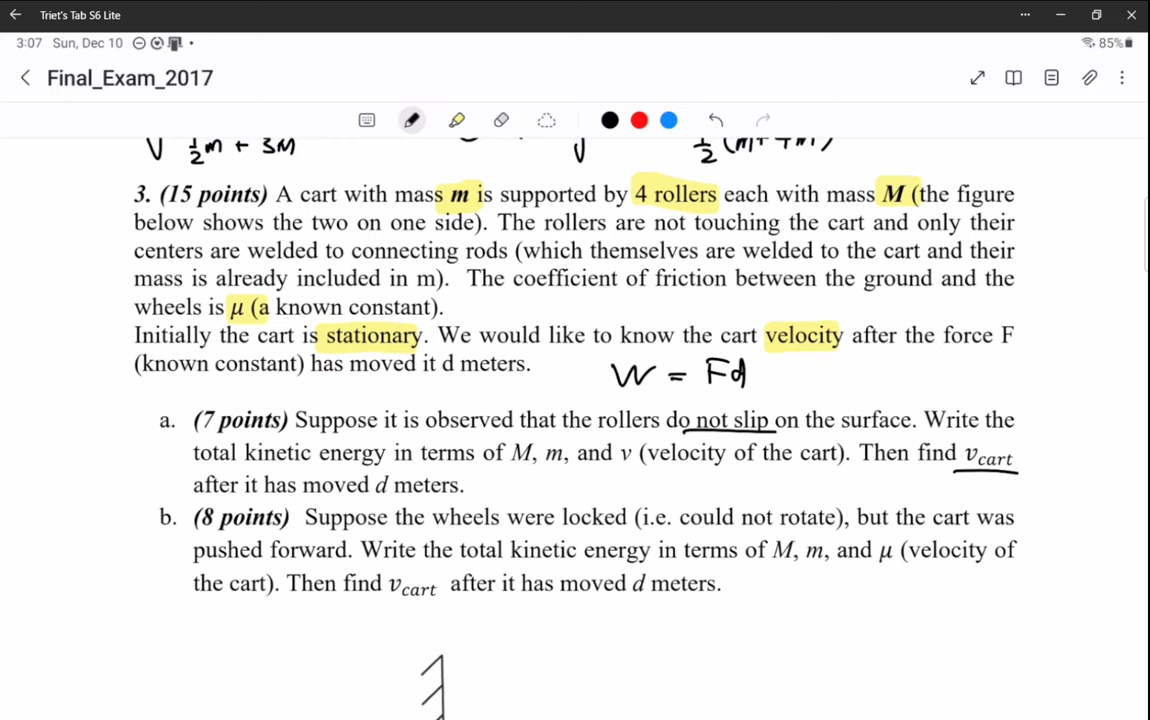 Triet's Tab S6 Lite
3:07 Sun, Dec 10
85%
Final_Exam_2017
√ ½m + 3M
½ (m + 4M)
3. (15 points) A cart with mass m is supported by 4 rollers each with mass M (the figure
below shows the two on one side). The rollers are not touching the cart and only their
centers are welded to connecting rods (which themselves are welded to the cart and their
mass is already included in m). The coefficient of friction between the ground and the
wheels is μ (a known constant).
Initially the cart is stationary. We would like to know the cart velocity after the force F
(known constant) has moved it d meters.
W = Fd
a. (7 points) Suppose it is observed that the rollers do not slip on the surface. Write the
total kinetic energy in terms of M, m, and v (velocity of the cart). Then find v_cart
after it has moved d meters.
b. (8 points) Suppose the wheels were locked (i.e. could not rotate), but the cart was
pushed forward. Write the total kinetic energy in terms of M, m, and μ (velocity of
the cart). Then find v_cart after it has moved d meters.